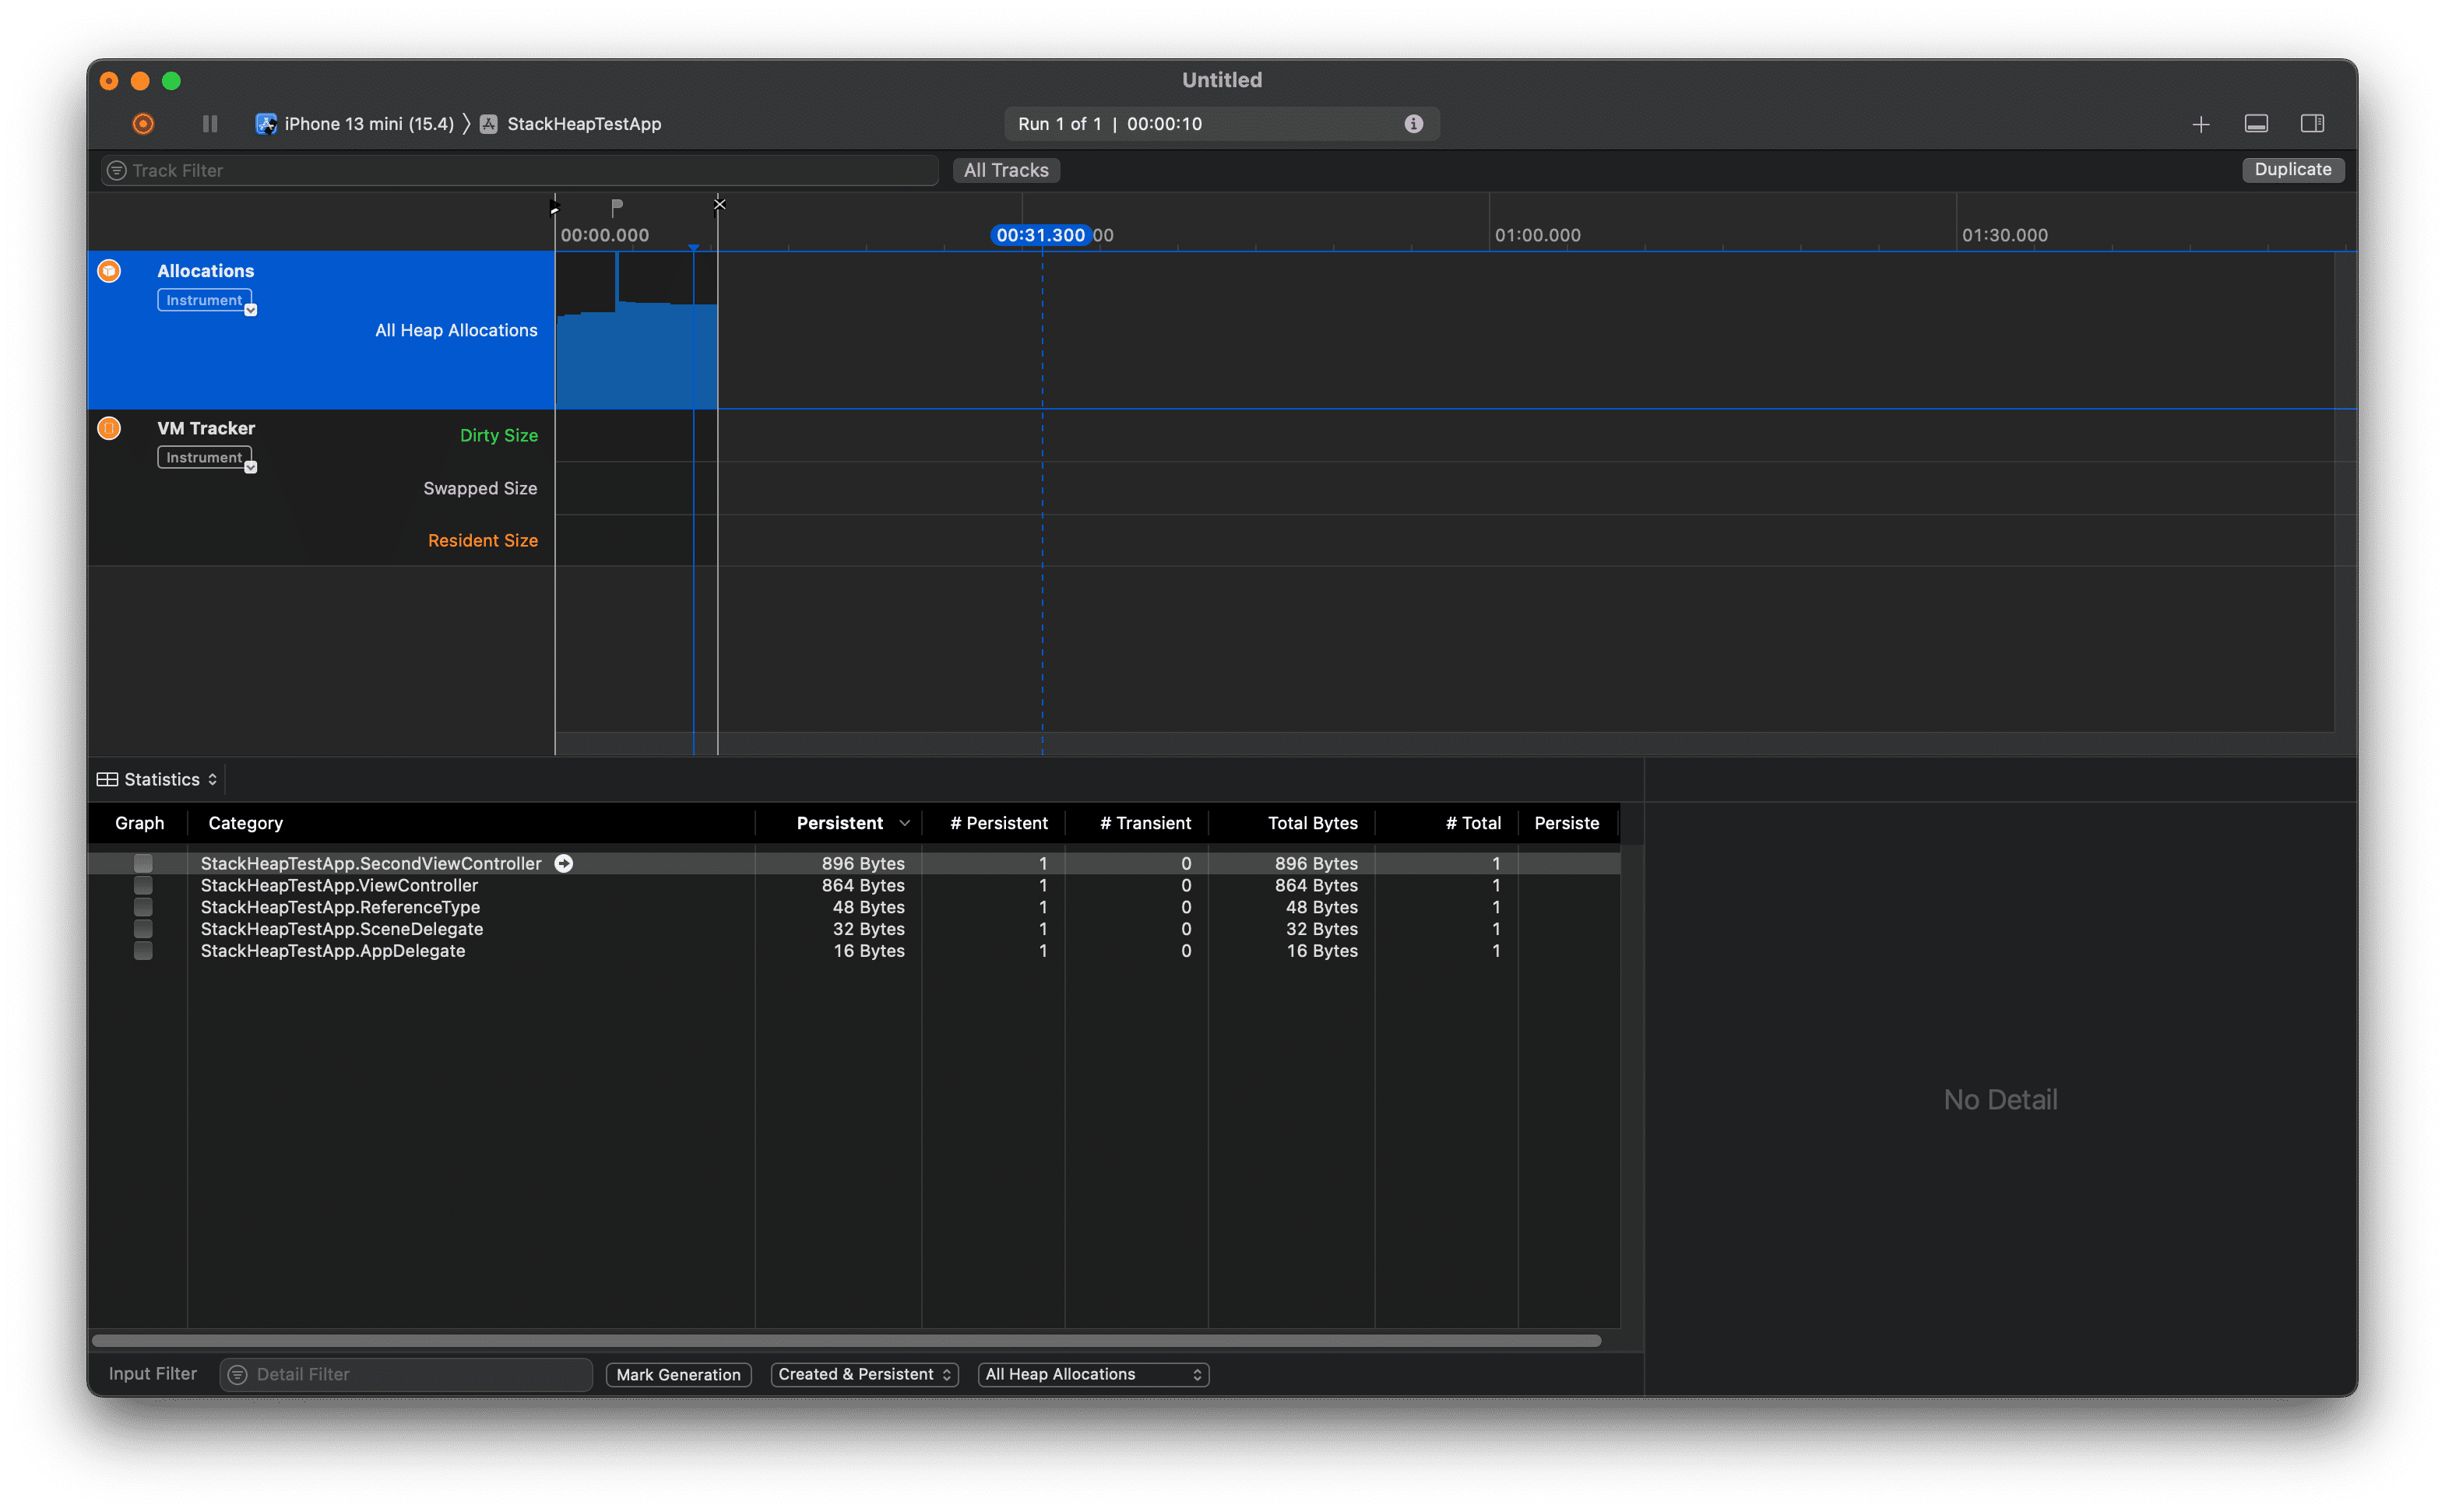 Untitled
iPhone 13 mini (15.4) 〉 StackHeapTestApp
Run 1 of 1 | 00:00:10
Track Filter
All Tracks
Duplicate
00:00.000
00:31.300
00
01:00.000
01:30.000
Allocations
Instrument
All Heap Allocations
VM Tracker
Instrument
Dirty Size
Swapped Size
Resident Size
Statistics
Graph Category Persistent # Persistent # Transient Total Bytes # Total Persiste
StackHeapTestApp.SecondViewController 896 Bytes 1 0 896 Bytes 1
StackHeapTestApp.ViewController 864 Bytes 1 0 864 Bytes 1
StackHeapTestApp.ReferenceType 48 Bytes 1 0 48 Bytes 1
StackHeapTestApp.SceneDelegate 32 Bytes 1 0 32 Bytes 1
StackHeapTestApp.AppDelegate 16 Bytes 1 0 16 Bytes 1
No Detail
Input Filter Detail Filter Mark Generation Created & Persistent All Heap Allocations